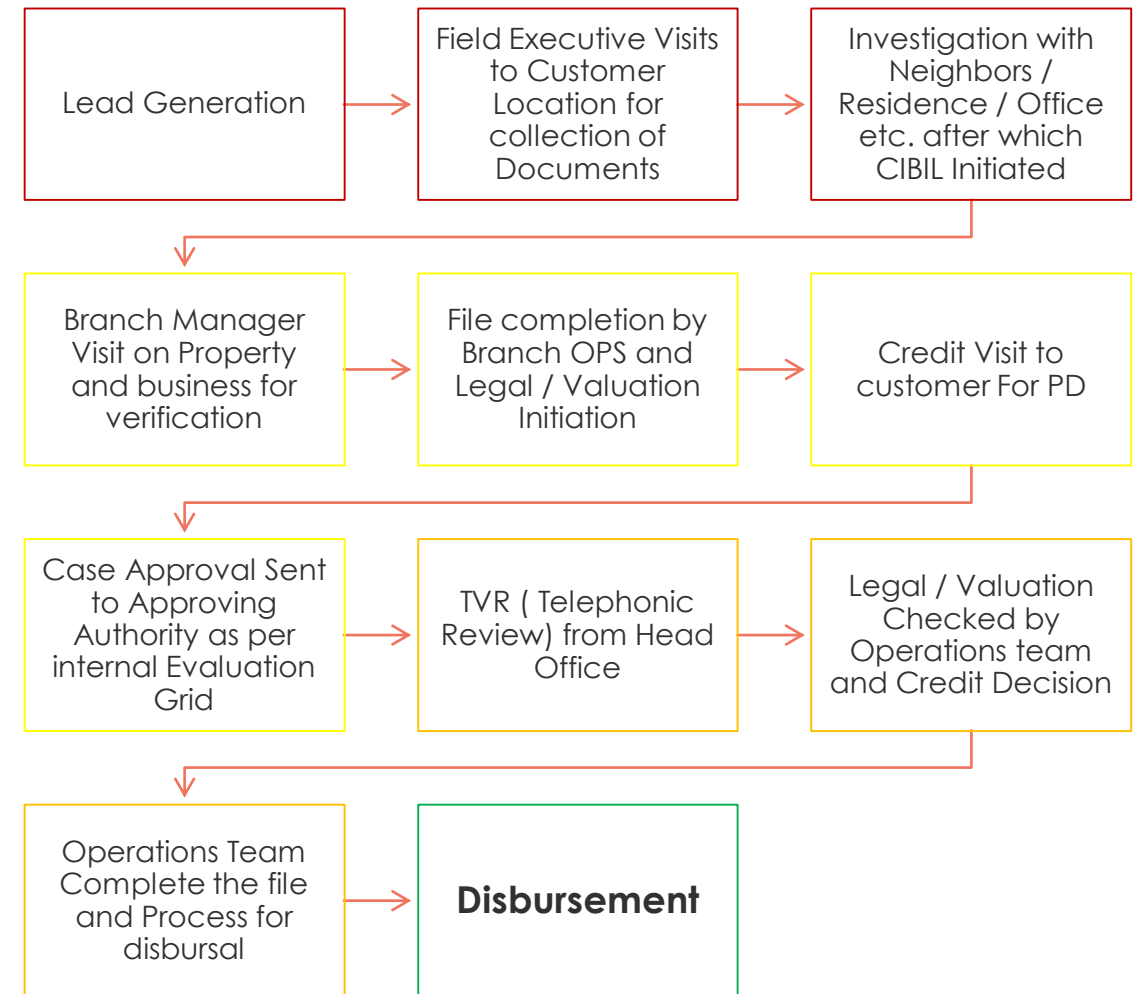 Lead Generation
Field Executive Visits
to Customer
Location for
collection of
Documents
Investigation with
Neighbors /
Residence / Office
etc. after which
CIBIL Initiated
Branch Manager
Visit on Property
and business for
verification
File completion by
Branch OPS and
Legal / Valuation
Initiation
Credit Visit to
customer For PD
Case Approval Sent
to Approving
Authority as per
internal Evaluation
Grid
TVR ( Telephonic
Review) from Head
Office
Legal / Valuation
Checked by
Operations team
and Credit Decision
Operations Team
Complete the file
and Process for
disbursal
Disbursement